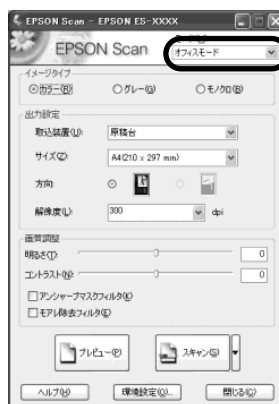 EPSON Scan - EPSON ES-XXXX
EPSON Scan
オフィスモード
イメージタイプ
カラー(R) グレー(G) モノクロ(B)
出力設定
取込装置(U): 原稿台
サイズ(Z): A4(210 x 297 mm)
方向:
解像度(L): 300 dpi
画質調整
明るさ(T): 0
コントラスト(N): 0
アンシャープマスクフィルタ(K)
モアレ除去フィルタ(E)
プレビュー(P) スキャン(S)
ヘルプ(H) 環境設定(O)... 閉じる(C)